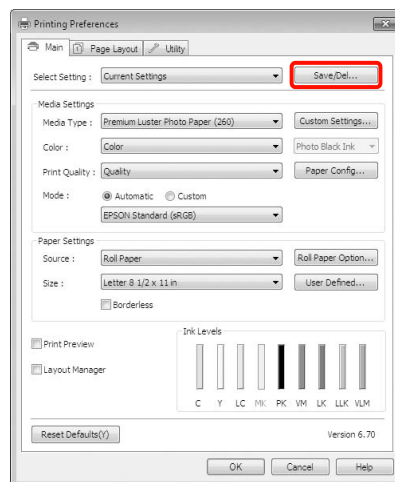 Printing Preferences
Main Page Layout Utility
Select Setting : Current Settings Save/Del...
Media Settings
Media Type : Premium Luster Photo Paper (260) Custom Settings...
Color : Color Photo Black Ink
Print Quality : Quality Paper Config...
Mode : Automatic Custom
EPSON Standard (sRGB)
Paper Settings
Source : Roll Paper Roll Paper Option...
Size : Letter 8 1/2 x 11 in User Defined...
Borderless
Ink Levels
Print Preview
Layout Manager
C Y LC MK PK VM LK LLK VLM
Reset Defaults(Y) Version 6.70
OK Cancel Help